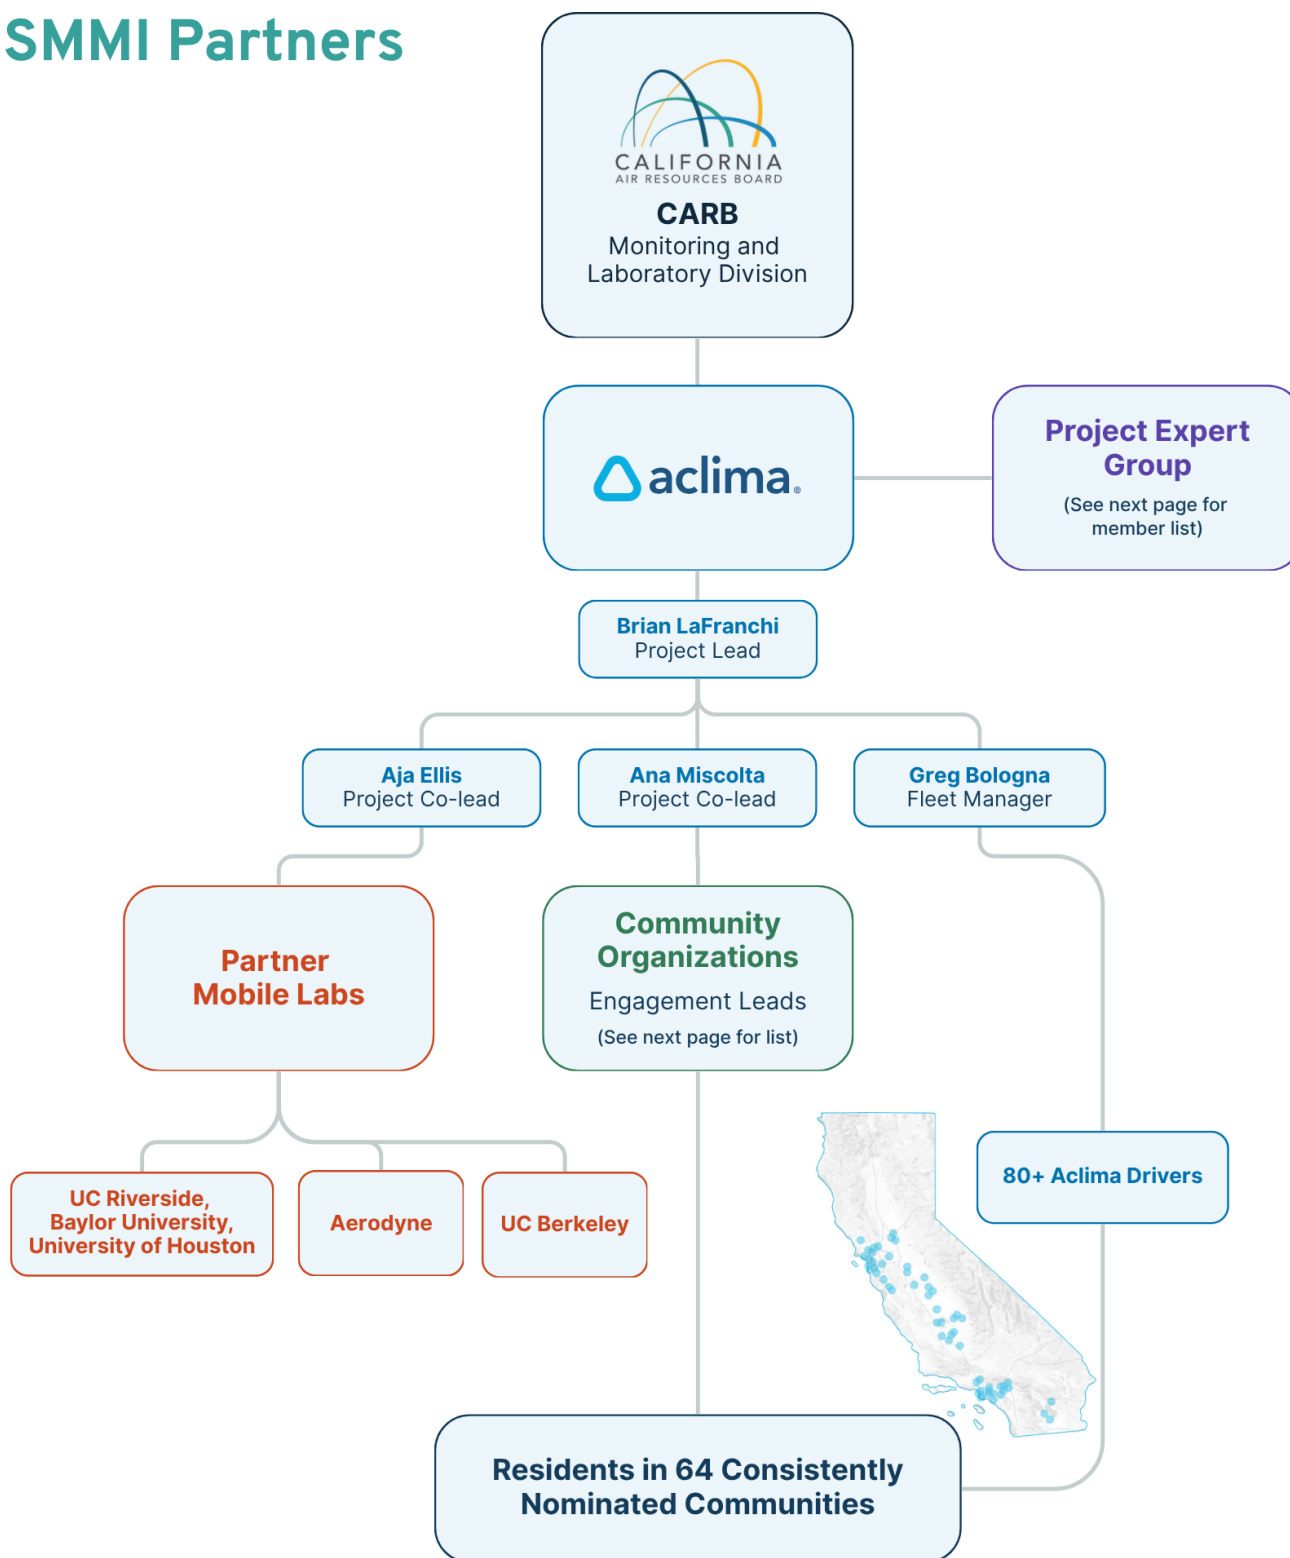 SMMI Partners
CALIFORNIA
AIR RESOURCES BOARD
CARB
Monitoring and
Laboratory Division
aclima®
Project Expert
Group
(See next page for
member list)
Brian LaFranchi
Project Lead
Aja Ellis
Project Co-lead
Ana Miscolta
Project Co-lead
Greg Bologna
Fleet Manager
Partner
Mobile Labs
Community
Organizations
Engagement Leads
(See next page for list)
UC Riverside,
Baylor University,
University of Houston
Aerodyne
UC Berkeley
80+ Aclima Drivers
Residents in 64 Consistently
Nominated Communities